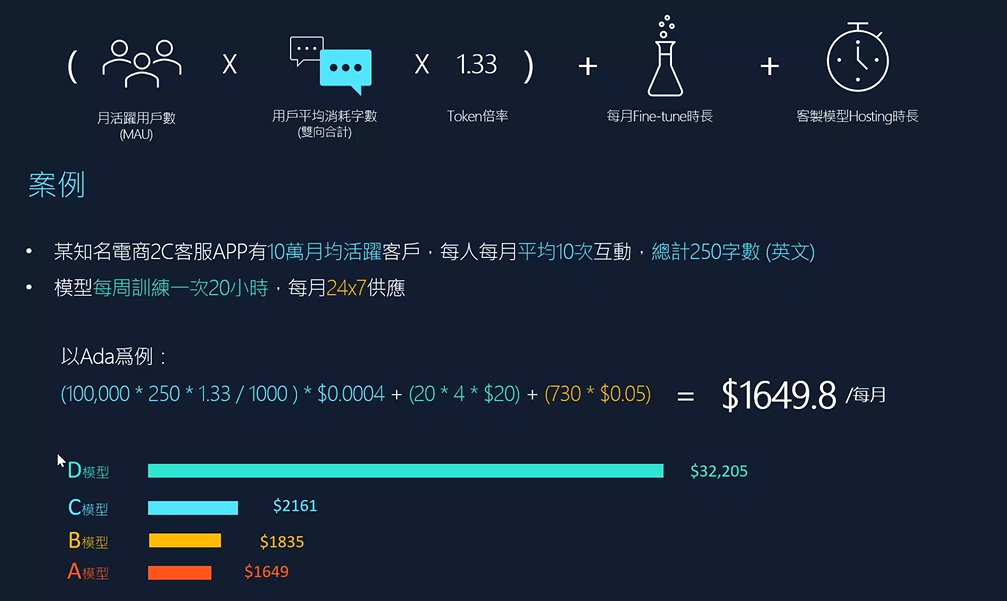 ( X X 1.33 ) + +
月活躍用戶數 用戶平均消耗字數 Token倍率 每月Fine-tune時長 客製模型Hosting時長
(MAU) (雙向合計)
案例
• 某知名電商2C客服APP有10萬月均活躍客戶，每人每月平均10次互動，總計250字數 (英文)
• 模型每周訓練一次20小時，每月24x7供應
以Ada爲例：
(100,000 * 250 * 1.33 / 1000 ) * $0.0004 + (20 * 4 * $20) + (730 * $0.05) = $1649.8 /每月
D模型 $32,205
C模型 $2161
B模型 $1835
A模型 $1649